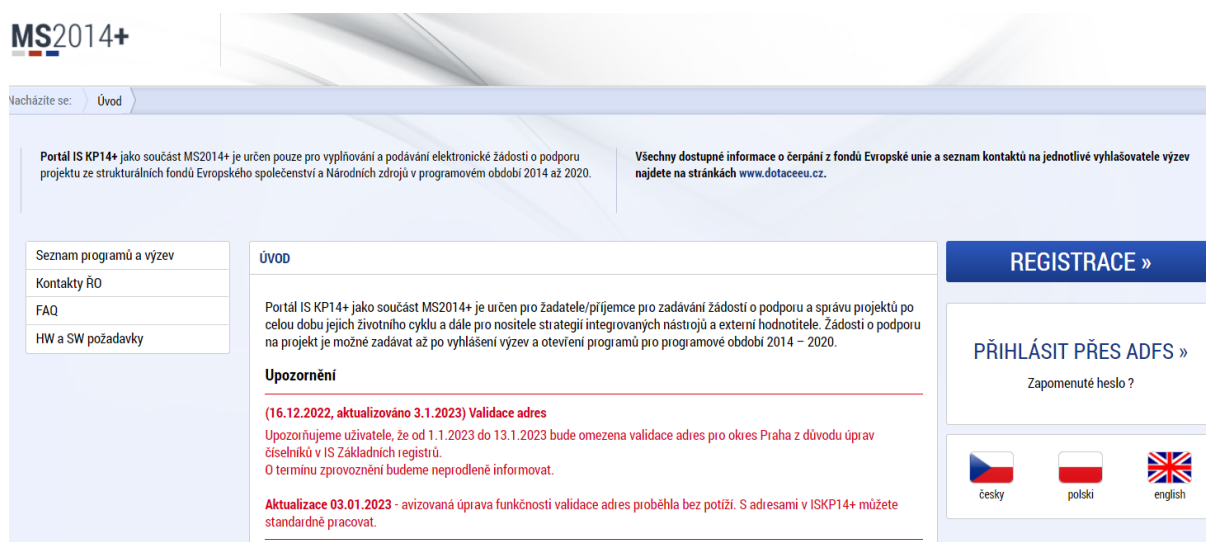 MS2014+
Nacházíte se: Úvod
Portál IS KP14+ jako součást MS2014+ je určen pouze pro vyplňování a podávání elektronické žádosti o podporu
projektu ze strukturálních fondů Evropského společenství a Národních zdrojů v programovém období 2014 až 2020.
Všechny dostupné informace o čerpání z fondů Evropské unie a seznam kontaktů na jednotlivé vyhlašovatele výzev
najdete na stránkách www.dotaceeu.cz.
Seznam programů a výzev
Kontakty ŘO
FAQ
HW a SW požadavky
ÚVOD
Portál IS KP14+ jako součást MS2014+ je určen pro žadatele/příjemce pro zadávání žádostí o podporu a správu projektů po
celou dobu jejich životního cyklu a dále pro nositele strategií integrovaných nástrojů a externí hodnotitele. Žádosti o podporu
na projekt je možné zadávat až po vyhlášení výzev a otevření programů pro programové období 2014 – 2020.
Upozornění
(16.12.2022, aktualizováno 3.1.2023) Validace adres
Upozorňujeme uživatele, že od 1.1.2023 do 13.1.2023 bude omezena validace adres pro okres Praha z důvodu úprav
číselníků v IS Základních registrů.
O termínu zprovoznění budeme neprodleně informovat.
Aktualizace 03.01.2023 - avizovaná úprava funkčnosti validace adres proběhla bez potíží. S adresami v ISKP14+ můžete
standardně pracovat.
REGISTRACE »
PŘIHLÁSIT PŘES ADFS »
Zapomenuté heslo ?
česky polski english